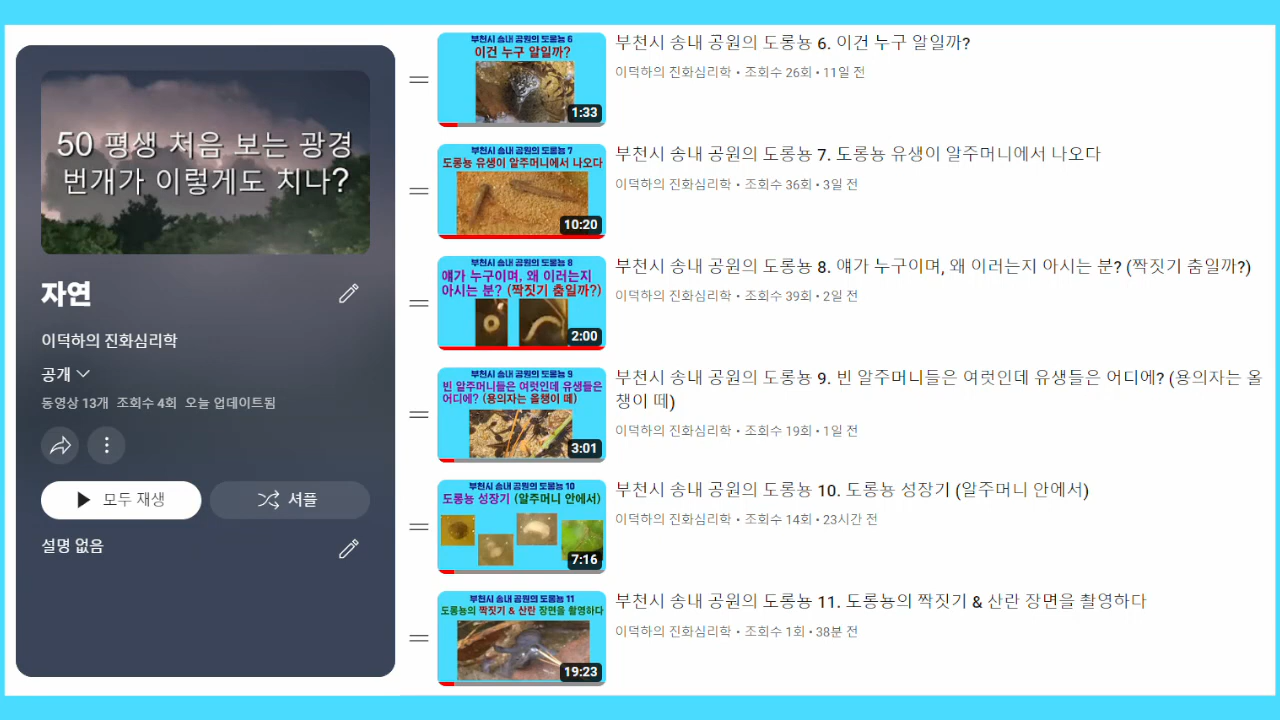 50 평생 처음 보는 광경
번개가 이렇게도 치나?
자연
이덕하의 진화심리학
공개
동영상 13개 조회수 4회 오늘 업데이트됨
모두 재생
셔플
설명 없음
부천시 송내 공원의 도롱뇽 6
이건 누구 알일까?
1:33
부천시 송내 공원의 도롱뇽 6. 이건 누구 알일까?
이덕하의 진화심리학 • 조회수 26회 • 11일 전
부천시 송내 공원의 도롱뇽 7
도롱뇽 유생이 알주머니에서 나오다
10:20
부천시 송내 공원의 도롱뇽 7. 도롱뇽 유생이 알주머니에서 나오다
이덕하의 진화심리학 • 조회수 36회 • 3일 전
부천시 송내 공원의 도롱뇽 8
얘가 누구이며, 왜 이러는지
아시는 분? (짝짓기 춤일까?)
2:00
부천시 송내 공원의 도롱뇽 8. 얘가 누구이며, 왜 이러는지 아시는 분? (짝짓기 춤일까?)
이덕하의 진화심리학 • 조회수 39회 • 2일 전
부천시 송내 공원의 도롱뇽 9
빈 알주머니들은 여럿인데 유생들은
어디에? (용의자는 올챙이 떼)
3:01
부천시 송내 공원의 도롱뇽 9. 빈 알주머니들은 여럿인데 유생들은 어디에? (용의자는 올
챙이 떼)
이덕하의 진화심리학 • 조회수 19회 • 1일 전
부천시 송내 공원의 도롱뇽 10
도롱뇽 성장기 (알주머니 안에서)
7:16
부천시 송내 공원의 도롱뇽 10. 도롱뇽 성장기 (알주머니 안에서)
이덕하의 진화심리학 • 조회수 14회 • 23시간 전
부천시 송내 공원의 도롱뇽 11
도롱뇽의 짝짓기 & 산란 장면을 촬영하다
19:23
부천시 송내 공원의 도롱뇽 11. 도롱뇽의 짝짓기 & 산란 장면을 촬영하다
이덕하의 진화심리학 • 조회수 1회 • 38분 전